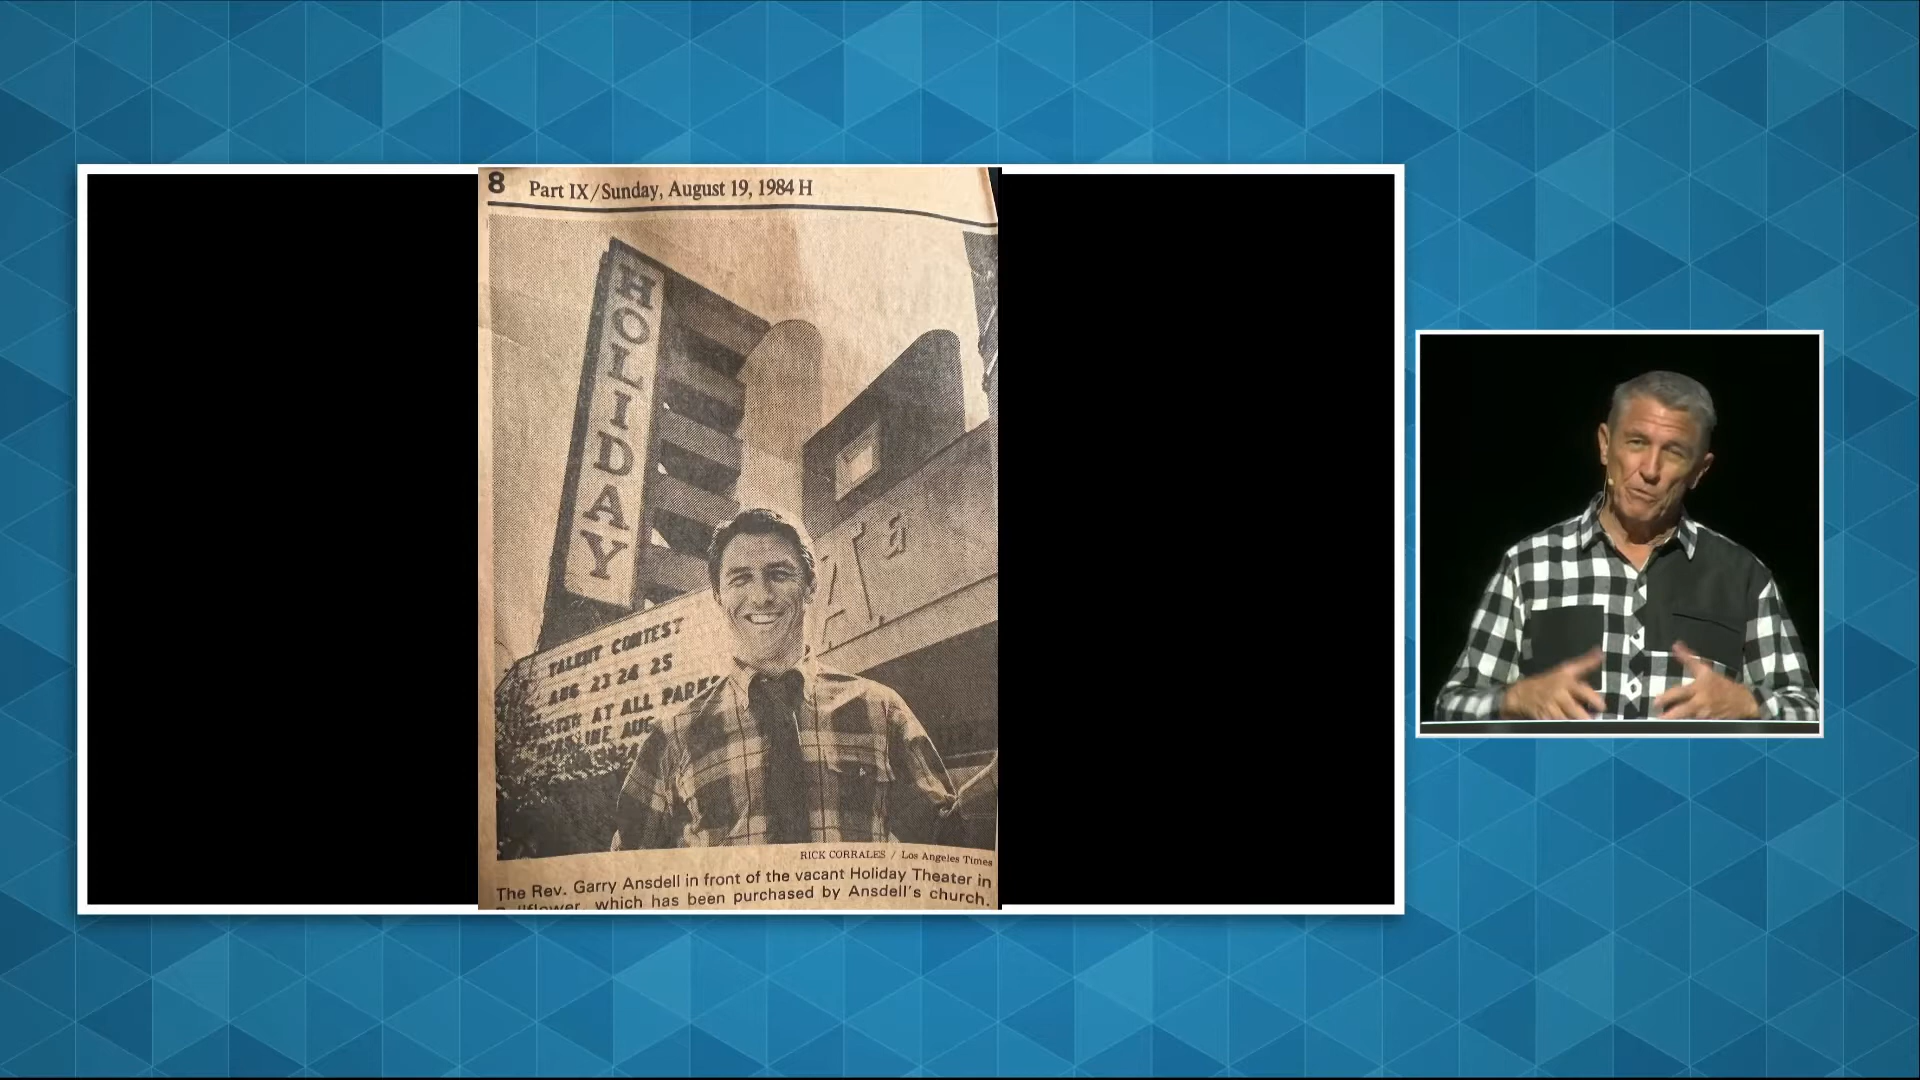 8 Part IX/Sunday, August 19, 1984 H
HOLIDAY
TALENT CONTEST
AUG 23 24 25
AT ALL PARKS
DEADLINE AUG
RICK CORRALES / Los Angeles Times
The Rev. Garry Ansdell in front of the vacant Holiday Theater in
which has been purchased by Ansdell's church.